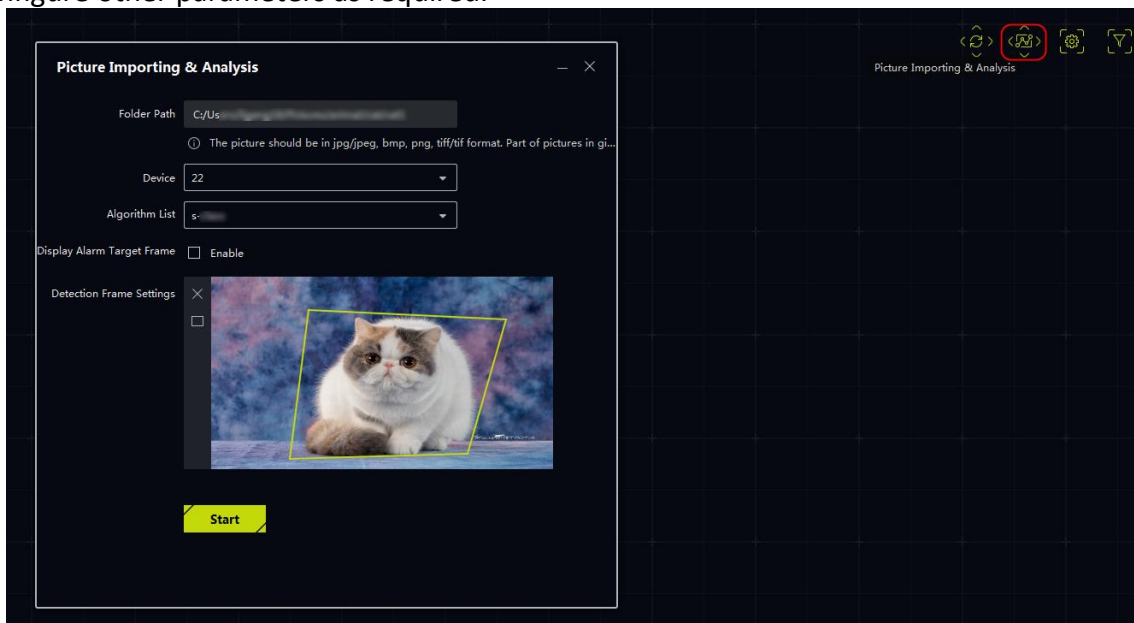 figure other parameters as required.
Picture Importing & Analysis
Picture Importing & Analysis
Folder Path C:/Us
The picture should be in jpg/jpeg, bmp, png, tiff/tif format. Part of pictures in gi...
Device 22
Algorithm List s-
Display Alarm Target Frame Enable
Detection Frame Settings
Start